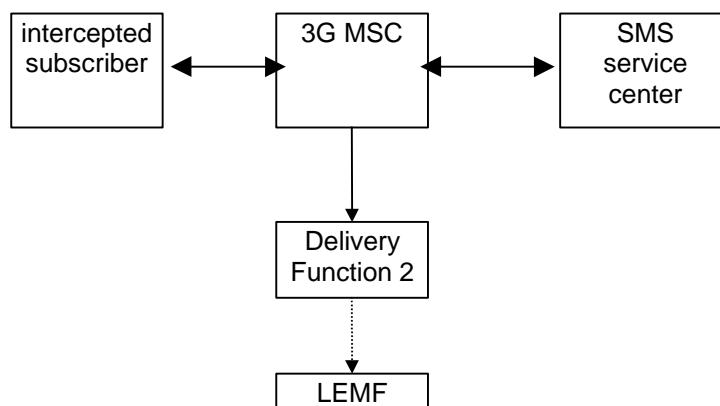 intercepted
subscriber
3G MSC
SMS
service
center
Delivery
Function 2
LEMF